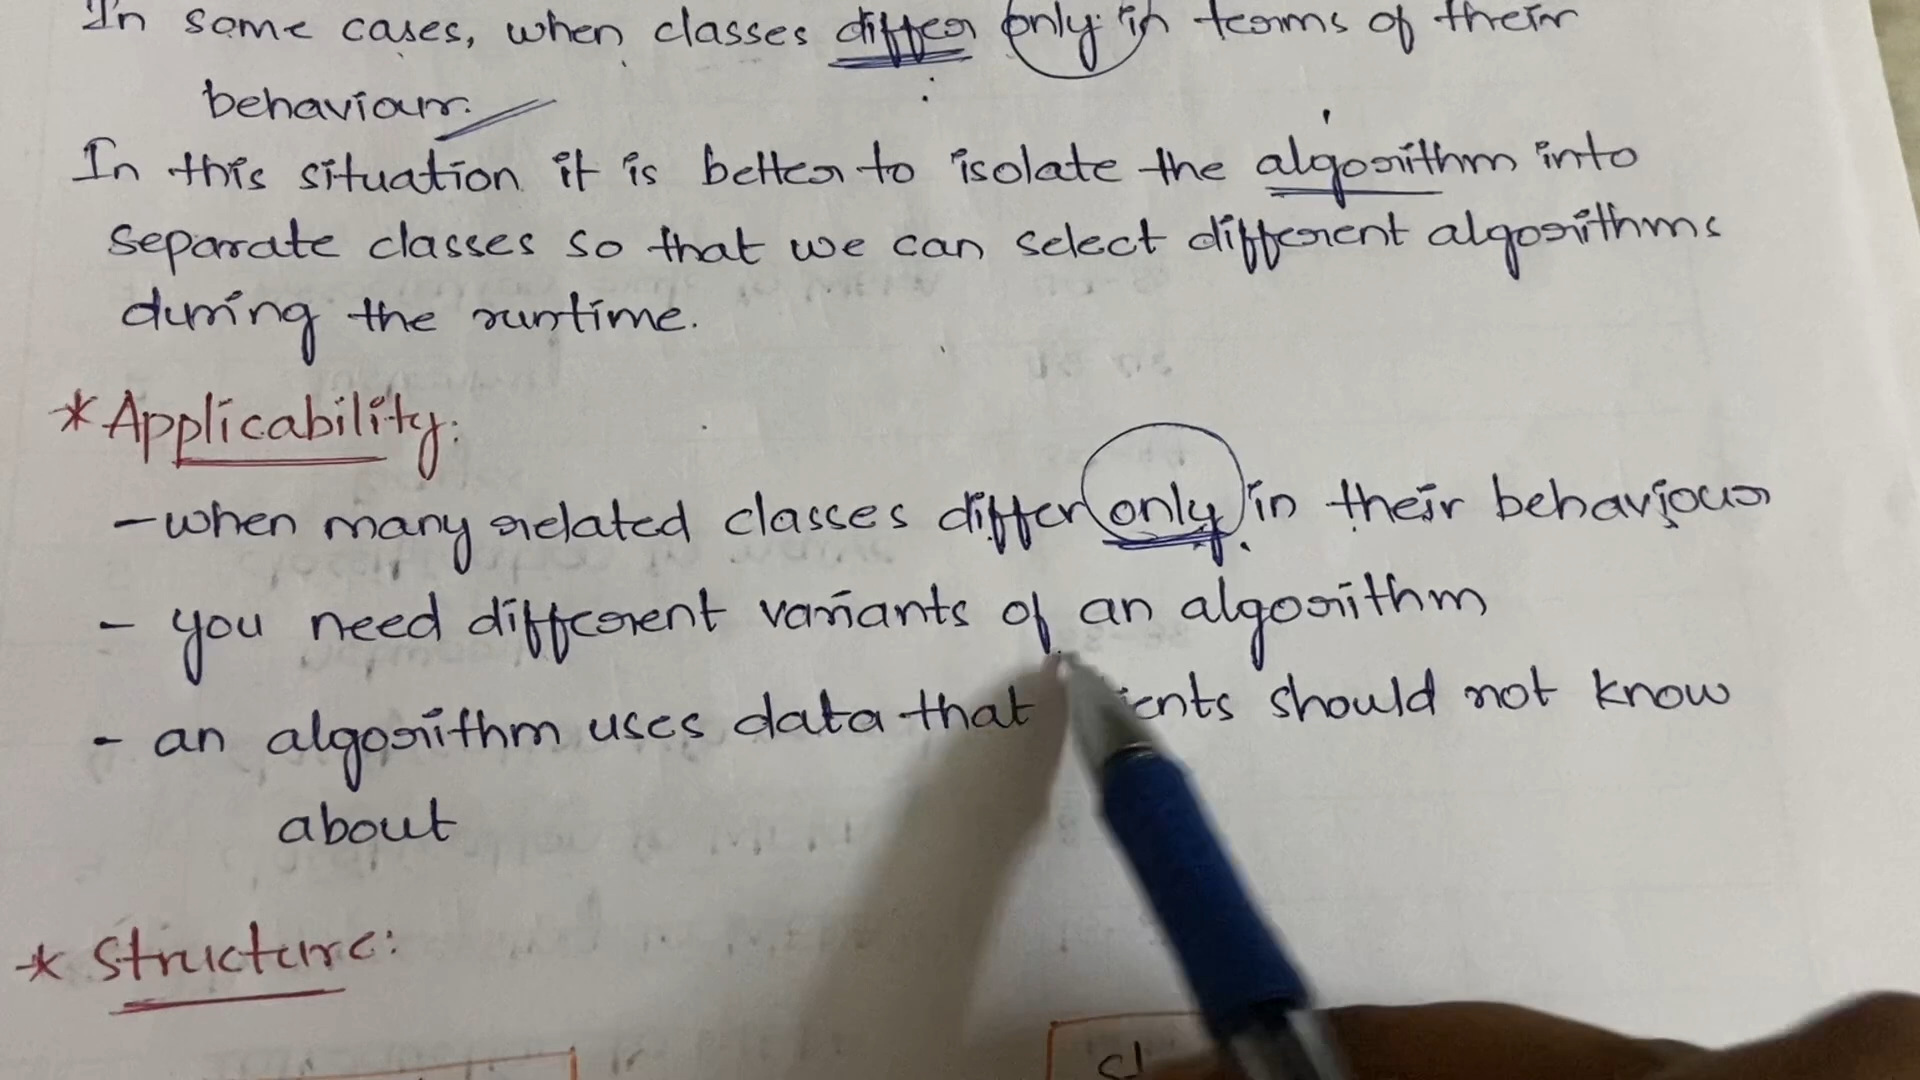 In some cases, when classes differ only in terms of their
behaviour.
In this situation it is better to isolate the algorithm into
separate classes so that we can select different algorithms
during the runtime.
* Applicability:
- when many related classes differ only in their behaviour
- you need different variants of an algorithm
- an algorithm uses data that should not know
about
* Structure: